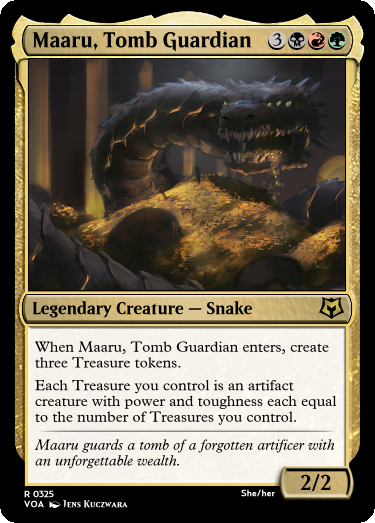 Maaru, Tomb Guardian 3
Legendary Creature — Snake
When Maaru, Tomb Guardian enters, create
three Treasure tokens.
Each Treasure you control is an artifact
creature with power and toughness each equal
to the number of Treasures you control.
Maaru guards a tomb of a forgotten artificer with
an unforgettable wealth.
2/2
R 0325 She/her
VOA Jens Kuczwara